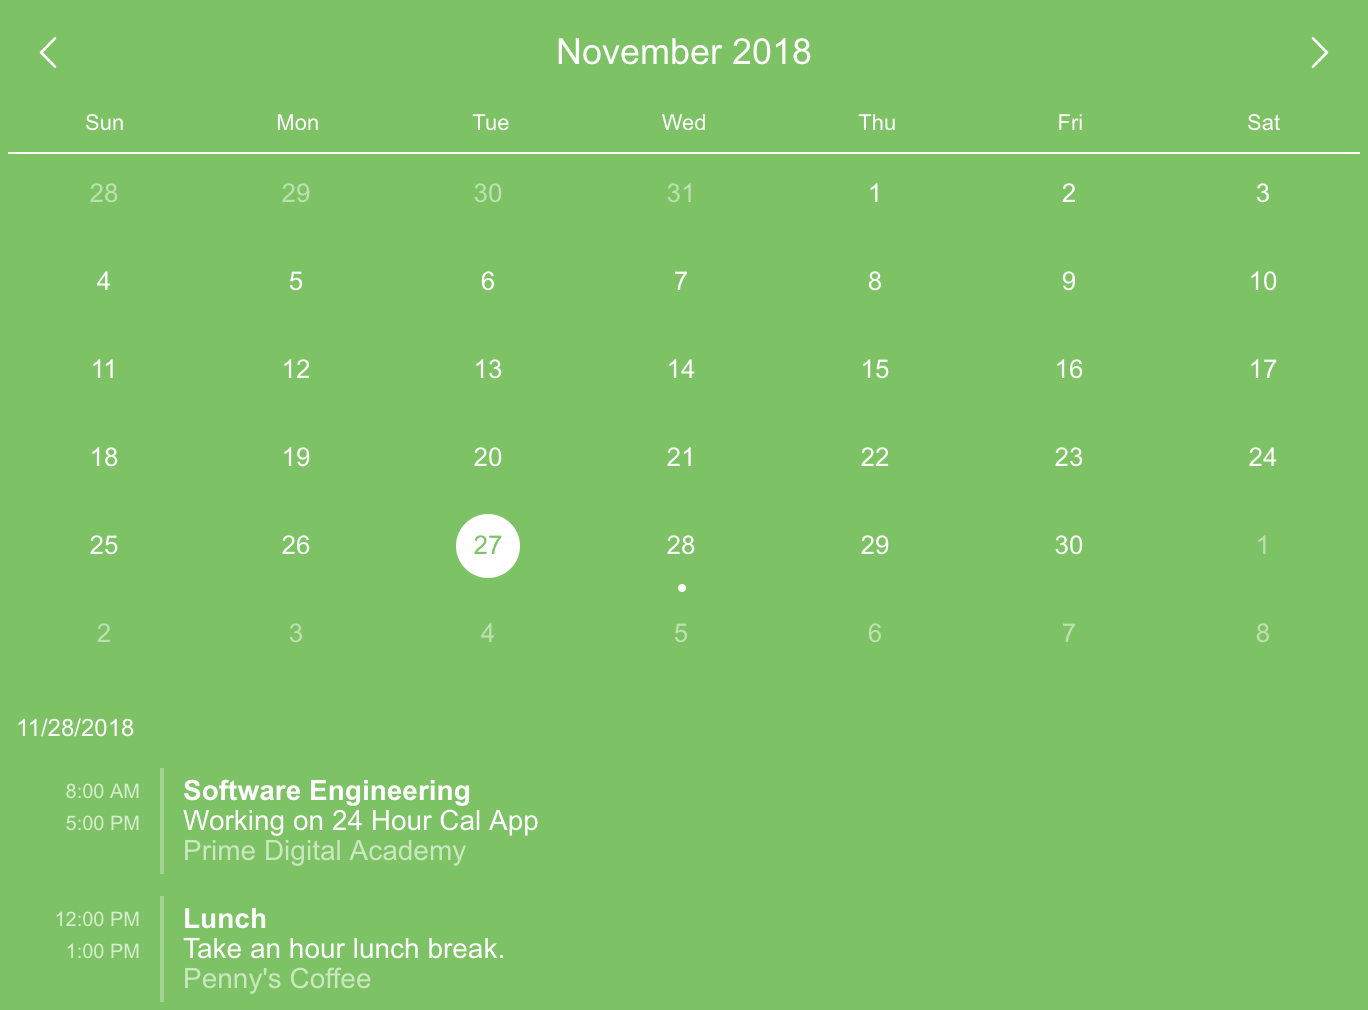 November 2018
Sun Mon Tue Wed Thu Fri Sat
28 29 30 31 1 2 3
4 5 6 7 8 9 10
11 12 13 14 15 16 17
18 19 20 21 22 23 24
25 26 27 28 29 30 1
2 3 4 5 6 7 8
11/28/2018
8:00 AM Software Engineering
5:00 PM Working on 24 Hour Cal App
Prime Digital Academy
12:00 PM Lunch
1:00 PM Take an hour lunch break.
Penny's Coffee